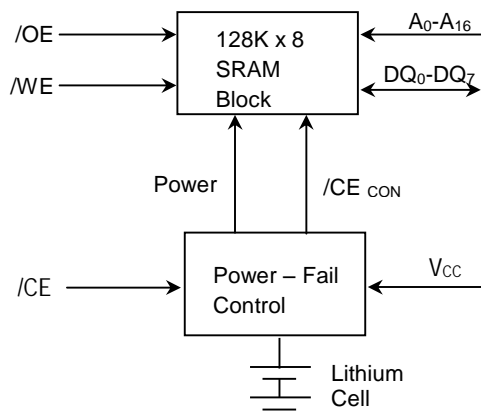 /OE
/WE
128K x 8
SRAM
Block
A0-A16
DQ0-DQ7
Power
/CE CON
/CE
Power – Fail
Control
VCC
Lithium
Cell